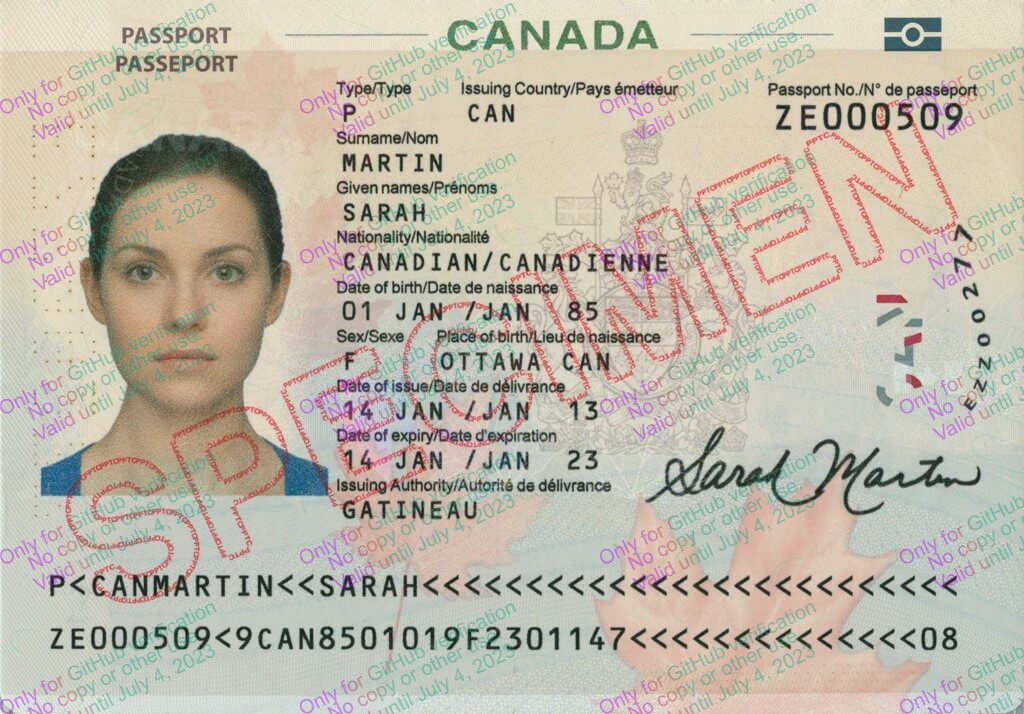 PASSPORT
PASSEPORT
CANADA
Type/Type Issuing Country/Pays émetteur Passport No./N° de passeport
P CAN ZE000509
Surname/Nom
MARTIN
Given names/Prénoms
SARAH
Nationality/Nationalité
CANADIAN/CANADIENNE
Date of birth/Date de naissance
01 JAN /JAN 85
Sex/Sexe Place of birth/Lieu de naissance
F OTTAWA CAN
Date of issue/Date de délivrance
14 JAN /JAN 13
Date of expiry/Date d'expiration
14 JAN /JAN 23
Issuing Authority/Autorité de délivrance
GATINEAU
EZZ00277
CAN
Sarah Martin
SPECIMEN
P<CANMARTIN<<SARAH<<<<<<<<<<<<<<<<<<<<<<<<<<
ZE000509<9CAN8501019F2301147<<<<<<<<<<<<<<08
Only for GitHub verification
No copy or other use.
Valid until July 4, 2023